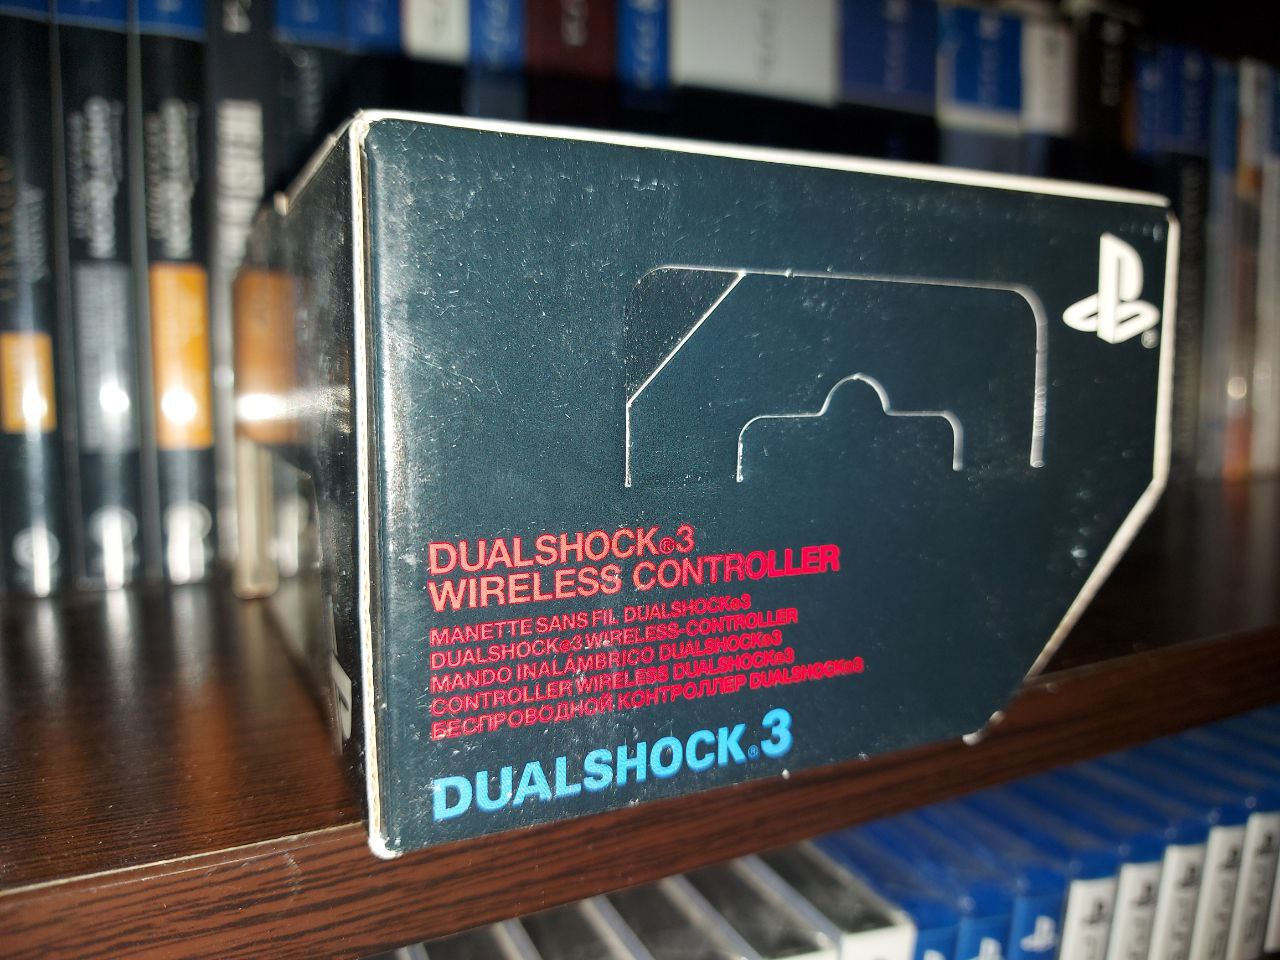 DUALSHOCK®3
WIRELESS CONTROLLER
MANETTE SANS FIL DUALSHOCK®3
DUALSHOCK®3 WIRELESS-CONTROLLER
MANDO INALÁMBRICO DUALSHOCK®3
CONTROLLER WIRELESS DUALSHOCK®3
БЕСПРОВОДНОЙ КОНТРОЛЛЕР DUALSHOCK®3
DUALSHOCK®3